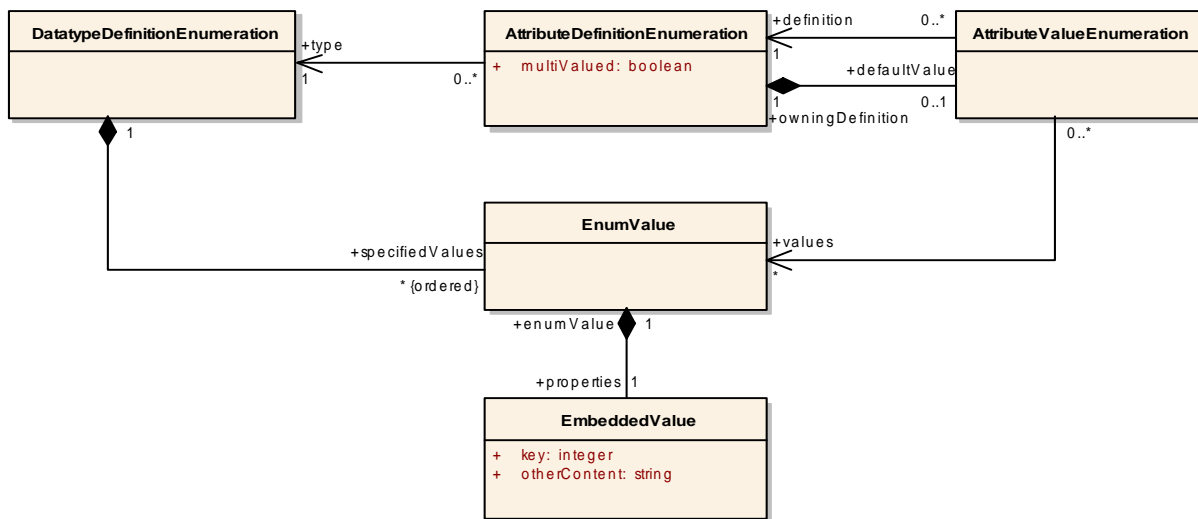 DatatypeDefinitionEnumeration
AttributeDefinitionEnumeration
+ multiValued: boolean
AttributeValueEnumeration
+type
1
0..*
+definition
1
0..*
+defaultValue
0..1
1
+owningDefinition
0..*
1
+specifiedValues
* {ordered}
EnumValue
+values
*
+enumValue
1
+properties
1
EmbeddedValue
+ key: integer
+ otherContent: string